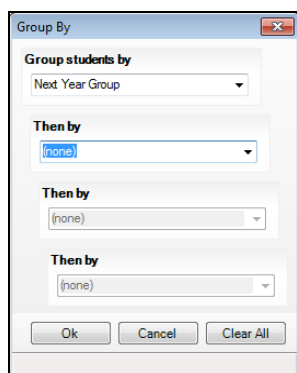 Group By
Group students by
Next Year Group
Then by
(none)
Then by
(none)
Then by
(none)
Ok Cancel Clear All